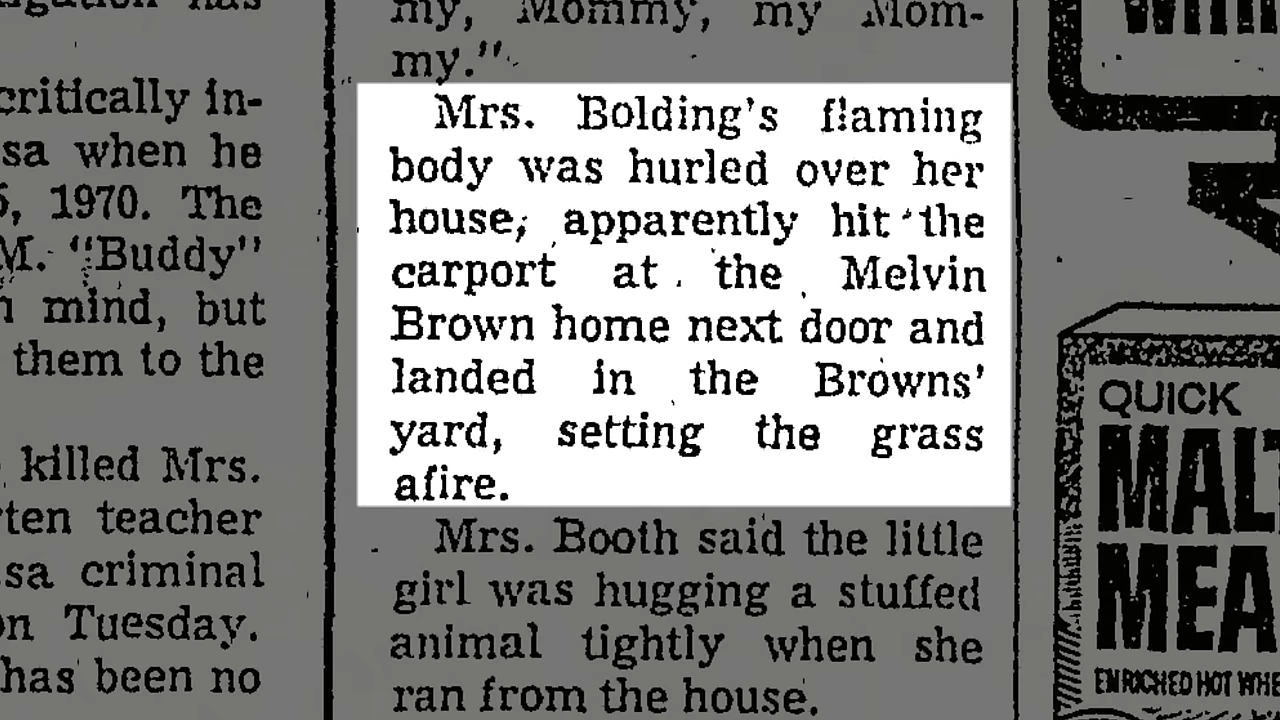 critically in-
sa when he
5, 1970. The
M. "Buddy"
mind, but
them to the
killed Mrs.
ten teacher
sa criminal
on Tuesday.
has been no
my, Mommy, my Mom-
my."
Mrs. Bolding's flaming
body was hurled over her
house, apparently hit the
carport at the Melvin
Brown home next door and
landed in the Browns'
yard, setting the grass
afire.
Mrs. Booth said the little
girl was hugging a stuffed
animal tightly when she
ran from the house.
QUICK
MALT
MEA
ENRICHED HOT WHE